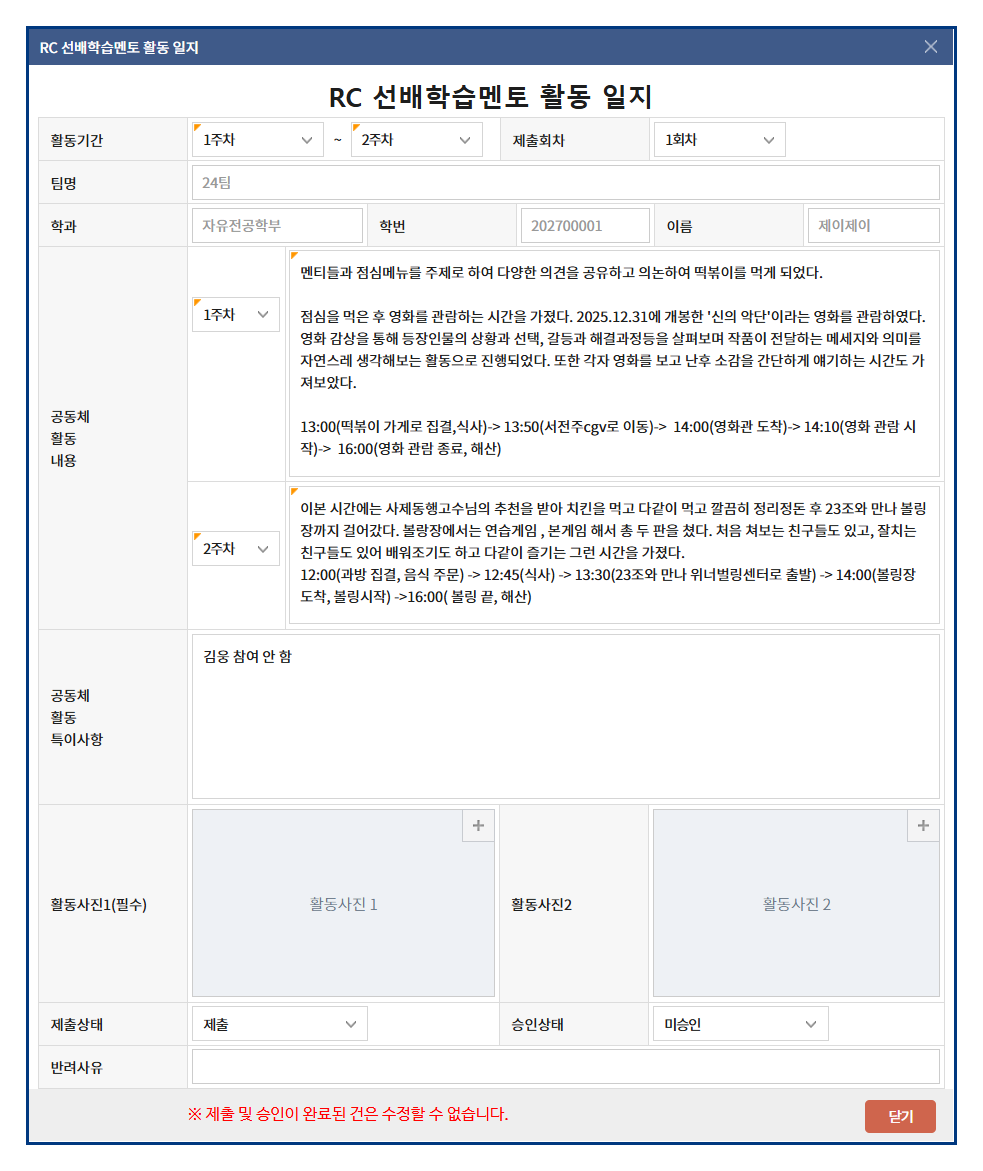 RC 선배학습멘토 활동 일지
RC 선배학습멘토 활동 일지
활동기간 1주차 ~ 2주차 제출회차 1회차
팀명 24팀
학과 자유전공학부 학번 202700001 이름 제이제이
공동체
활동
내용
1주차
멘티들과 점심메뉴를 주제로 하여 다양한 의견을 공유하고 의논하여 떡볶이를 먹게 되었다.
점심을 먹은 후 영화를 관람하는 시간을 가졌다. 2025.12.31에 개봉한 '신의 악단'이라는 영화를 관람하였다.
영화 감상을 통해 등장인물의 상황과 선택, 갈등과 해결과정등을 살펴보며 작품이 전달하는 메세지와 의미를
자연스레 생각해보는 활동으로 진행되었다. 또한 각자 영화를 보고 난후 소감을 간단하게 얘기하는 시간도 가
져보았다.
13:00(떡볶이 가게로 집결,식사)-> 13:50(서전주cgv로 이동)-> 14:00(영화관 도착)-> 14:10(영화 관람 시
작)-> 16:00(영화 관람 종료, 해산)
2주차
이본 시간에는 사제동행고수님의 추천을 받아 치킨을 먹고 다같이 먹고 깔끔히 정리정돈 후 23조와 만나 볼링
장까지 걸어갔다. 볼랑장에서는 연습게임 , 본게임 해서 총 두 판을 쳤다. 처음 쳐보는 친구들도 있고, 잘치는
친구들도 있어 배워조기도 하고 다같이 즐기는 그런 시간을 가졌다.
12:00(과방 집결, 음식 주문) -> 12:45(식사) -> 13:30(23조와 만나 위너벌링센터로 출발) -> 14:00(볼링장
도착, 볼링시작) ->16:00( 볼링 끝, 해산)
공동체
활동
특이사항
김웅 참여 안 함
활동사진1(필수) 활동사진 1 활동사진2 활동사진 2
제출상태 제출 승인상태 미승인
반려사유
※ 제출 및 승인이 완료된 건은 수정할 수 없습니다.
닫기